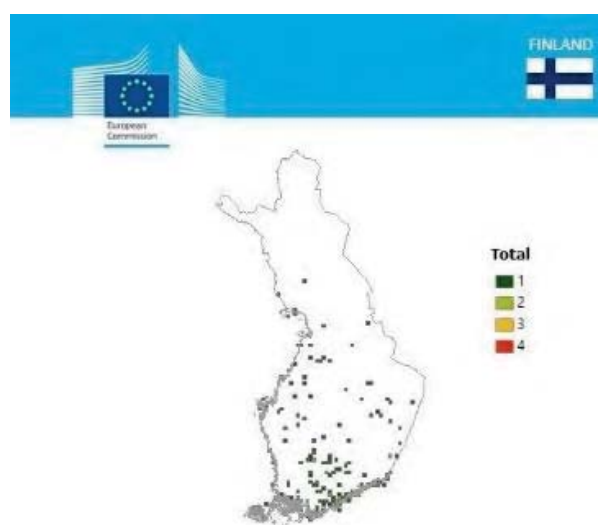 FINLAND
European
Commission
Total
1
2
3
4